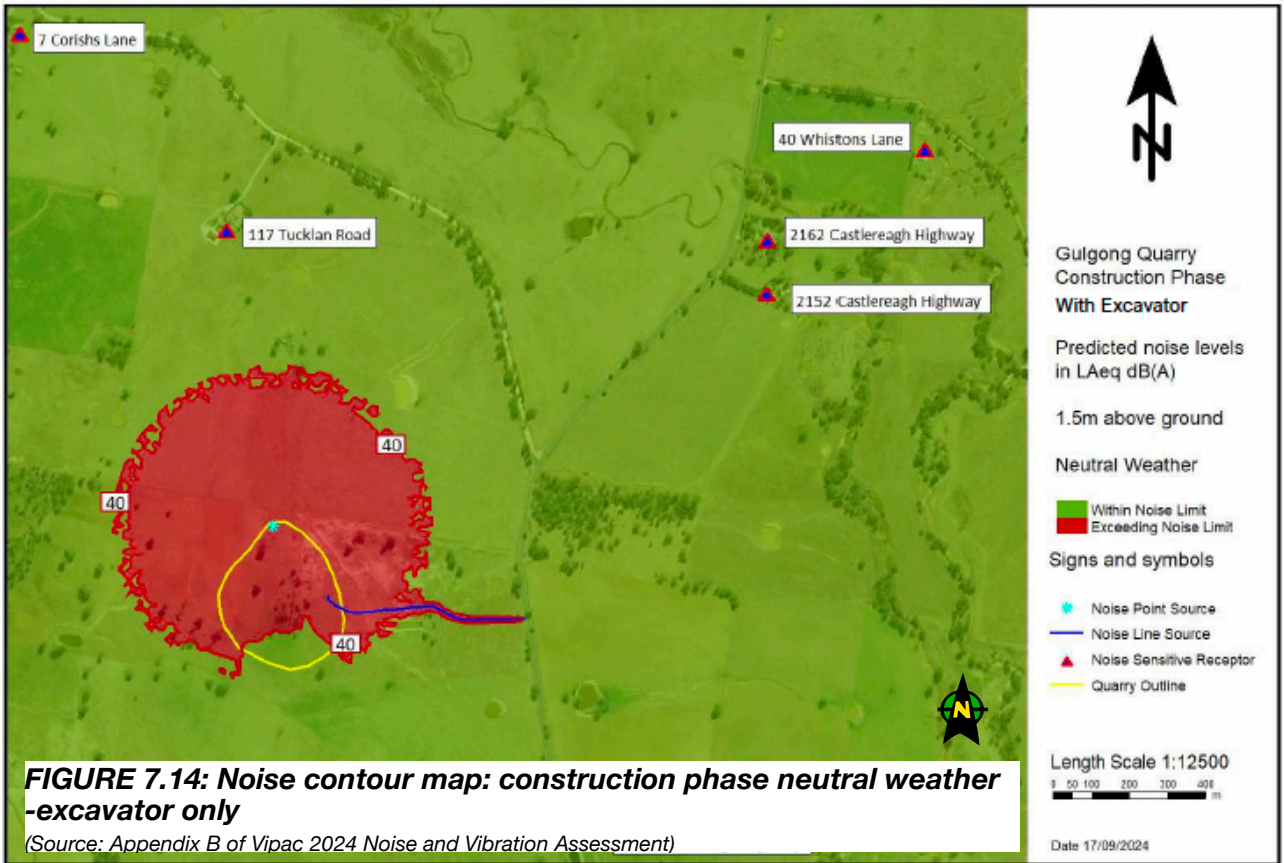 7 Corishs Lane
40 Whistons Lane
117 Tucklan Road
2162 Castlereagh Highway
2152 Castlereagh Highway
40
40
40
N
FIGURE 7.14: Noise contour map: construction phase neutral weather
-excavator only
(Source: Appendix B of Vipac 2024 Noise and Vibration Assessment)
N
Gulgong Quarry
Construction Phase
With Excavator
Predicted noise levels
in LAeq dB(A)
1.5m above ground
Neutral Weather
Within Noise Limit
Exceeding Noise Limit
Signs and symbols
Noise Point Source
Noise Line Source
Noise Sensitive Receptor
Quarry Outline
Length Scale 1:12500
0 50 100 200 300 400
m
Date 17/09/2024